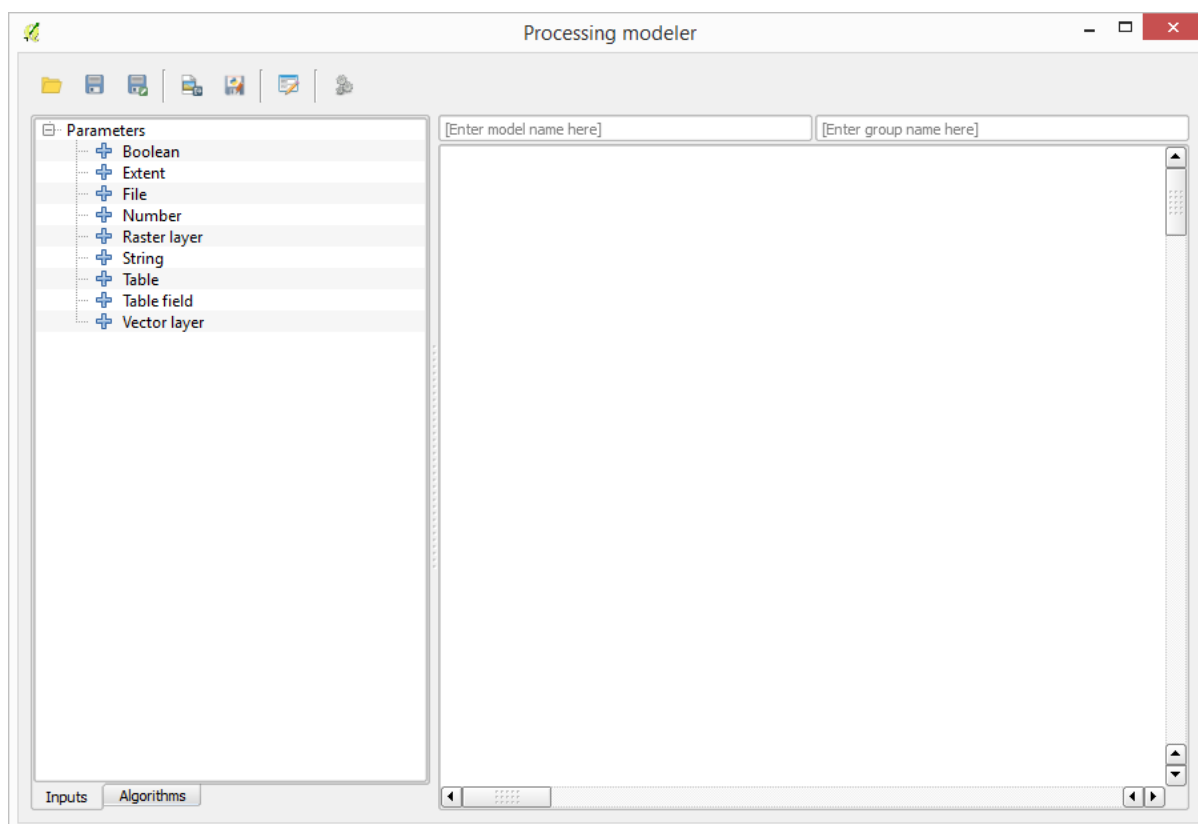 Processing modeler
Parameters
Boolean
Extent
File
Number
Raster layer
String
Table
Table field
Vector layer
[Enter model name here]
[Enter group name here]
Inputs
Algorithms